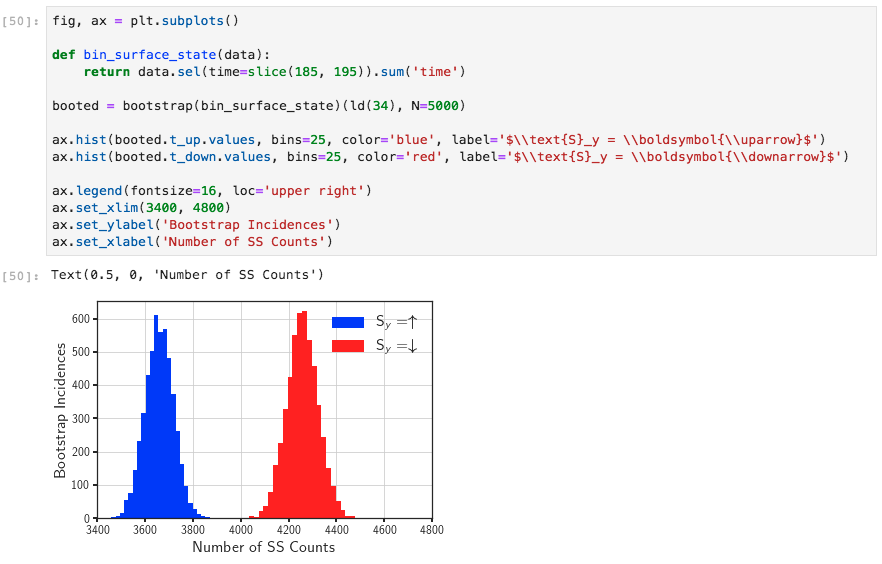 [50]: fig, ax = plt.subplots()
def bin_surface_state(data):
    return data.sel(time=slice(185, 195)).sum('time')
booted = bootstrap(bin_surface_state)(ld(34), N=5000)
ax.hist(booted.t_up.values, bins=25, color='blue', label='$\\text{S}_y = \\boldsymbol{\\uparrow}$')
ax.hist(booted.t_down.values, bins=25, color='red', label='$\\text{S}_y = \\boldsymbol{\\downarrow}$')
ax.legend(fontsize=16, loc='upper right')
ax.set_xlim(3400, 4800)
ax.set_ylabel('Bootstrap Incidences')
ax.set_xlabel('Number of SS Counts')
[50]: Text(0.5, 0, 'Number of SS Counts')
Bootstrap Incidences
600
500
400
300
200
100
0
S_y =↑
S_y =↓
3400 3600 3800 4000 4200 4400 4600 4800
Number of SS Counts